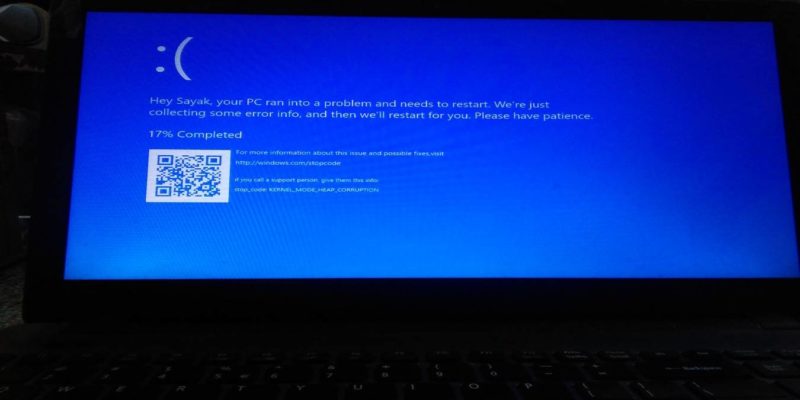 :(
Hey Sayak, your PC ran into a problem and needs to restart. We're just
collecting some error info, and then we'll restart for you. Please have patience.
17% Completed
For more information about this issue and possible fixes,visit
http://windows.com/stopcode
if you call a support person, give them this info:
stop_code: KERNEL_MODE_HEAP_CORRUPTION
Backspace
W E R T Y U I O P